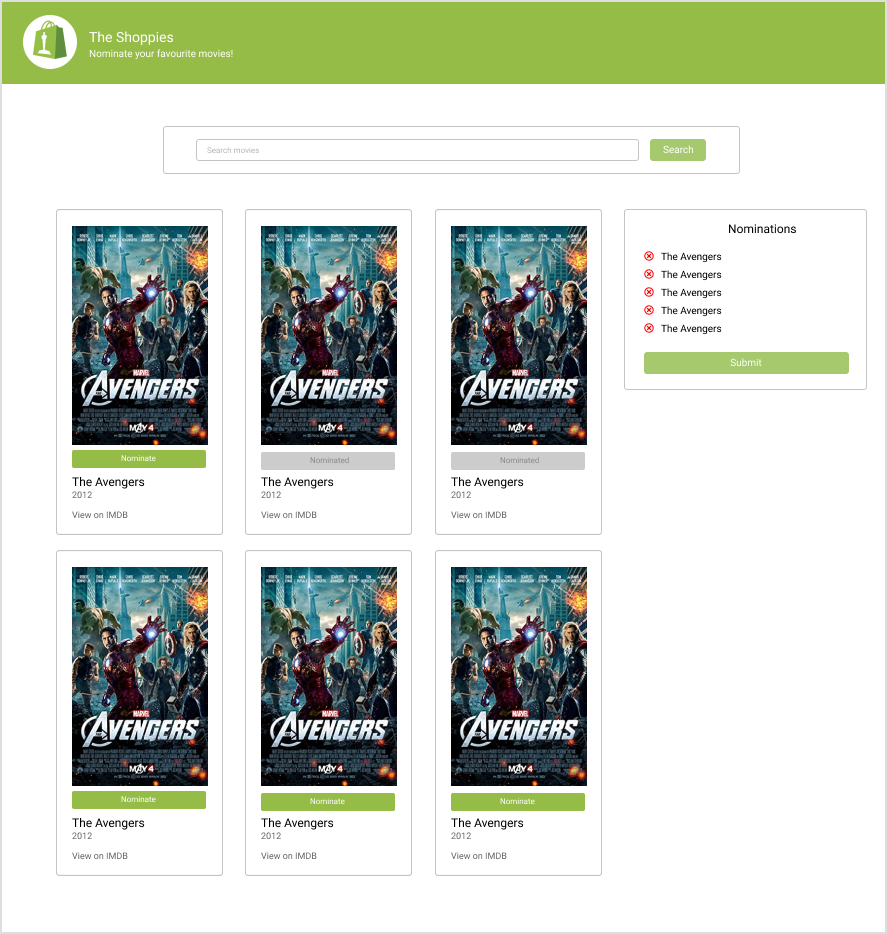 The Shoppies
Nominate your favourite movies!
Search movies
Search
MARVEL
AVENGERS
MAY 4
Nominate
The Avengers
2012
View on IMDB
MARVEL
AVENGERS
MAY 4
Nominated
The Avengers
2012
View on IMDB
MARVEL
AVENGERS
MAY 4
Nominated
The Avengers
2012
View on IMDB
Nominations
The Avengers
The Avengers
The Avengers
The Avengers
The Avengers
Submit
MARVEL
AVENGERS
MAY 4
Nominate
The Avengers
2012
View on IMDB
MARVEL
AVENGERS
MAY 4
Nominate
The Avengers
2012
View on IMDB
MARVEL
AVENGERS
MAY 4
Nominate
The Avengers
2012
View on IMDB